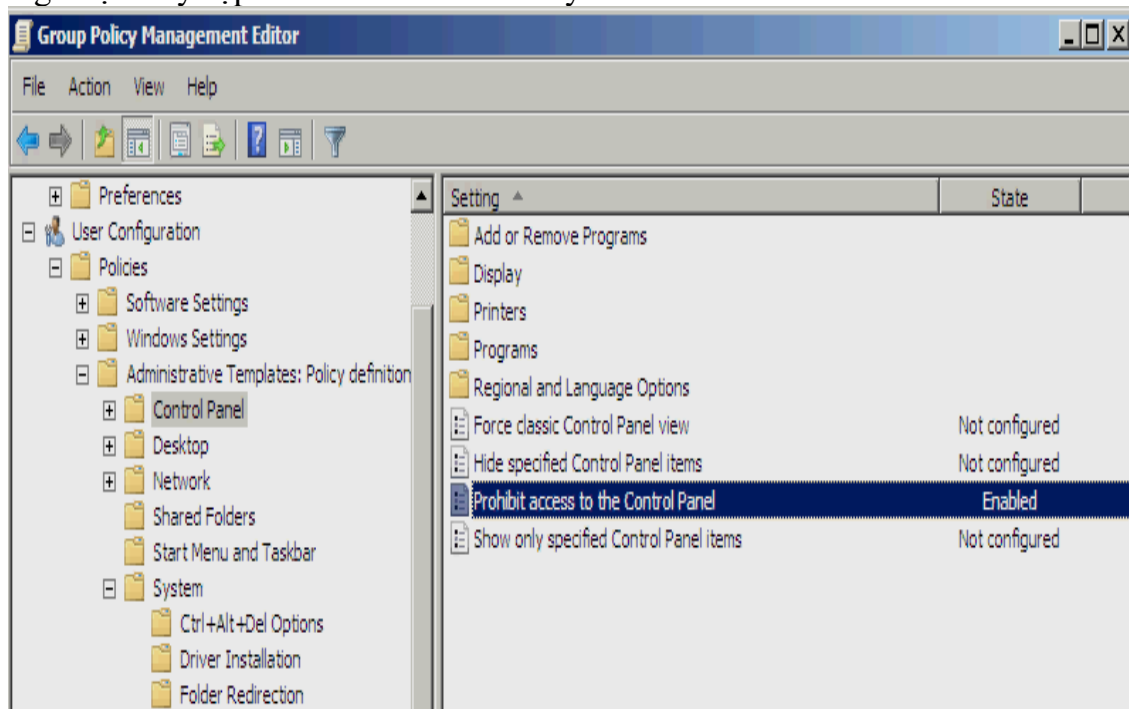 Group Policy Management Editor
File Action View Help
Preferences
User Configuration
Policies
Software Settings
Windows Settings
Administrative Templates: Policy definition
Control Panel
Desktop
Network
Shared Folders
Start Menu and Taskbar
System
Ctrl+Alt+Del Options
Driver Installation
Folder Redirection
Setting State
Add or Remove Programs
Display
Printers
Programs
Regional and Language Options
Force classic Control Panel view Not configured
Hide specified Control Panel items Not configured
Prohibit access to the Control Panel Enabled
Show only specified Control Panel items Not configured